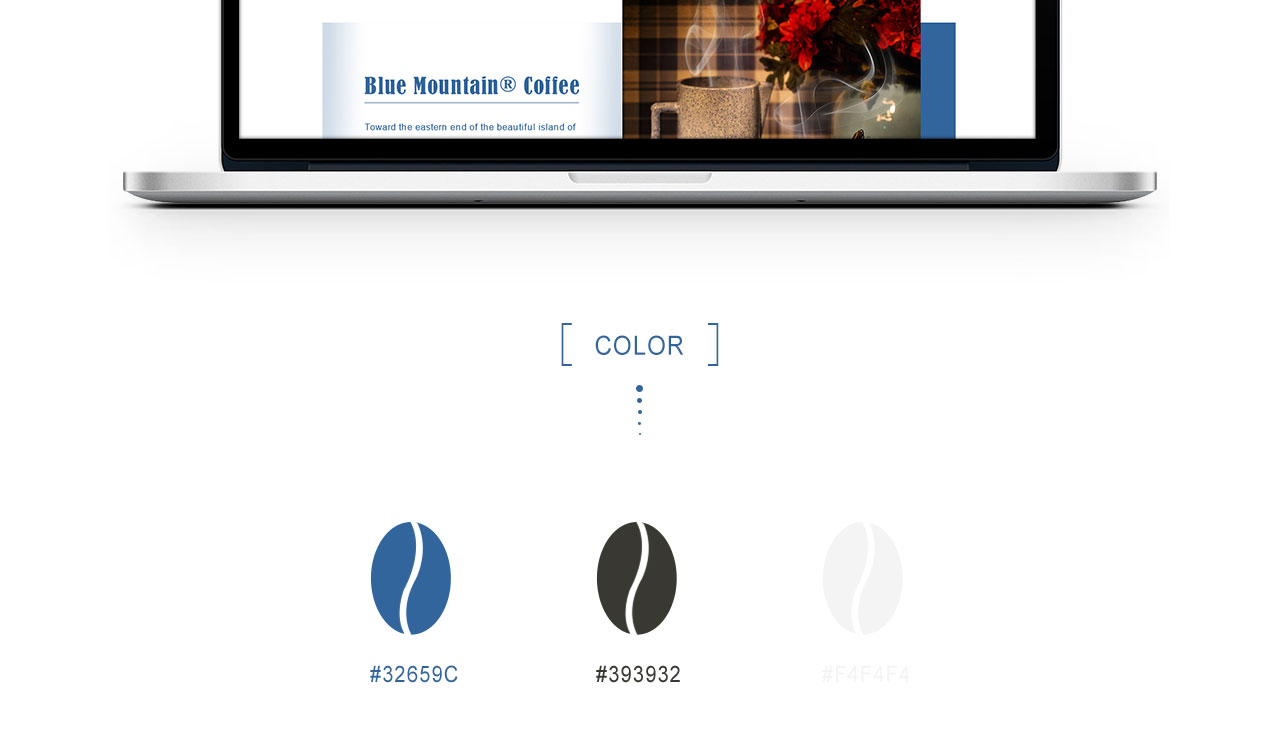 Blue Mountain® Coffee
Toward the eastern end of the beautiful island of
COLOR
#32659C
#393932
#F4F4F4